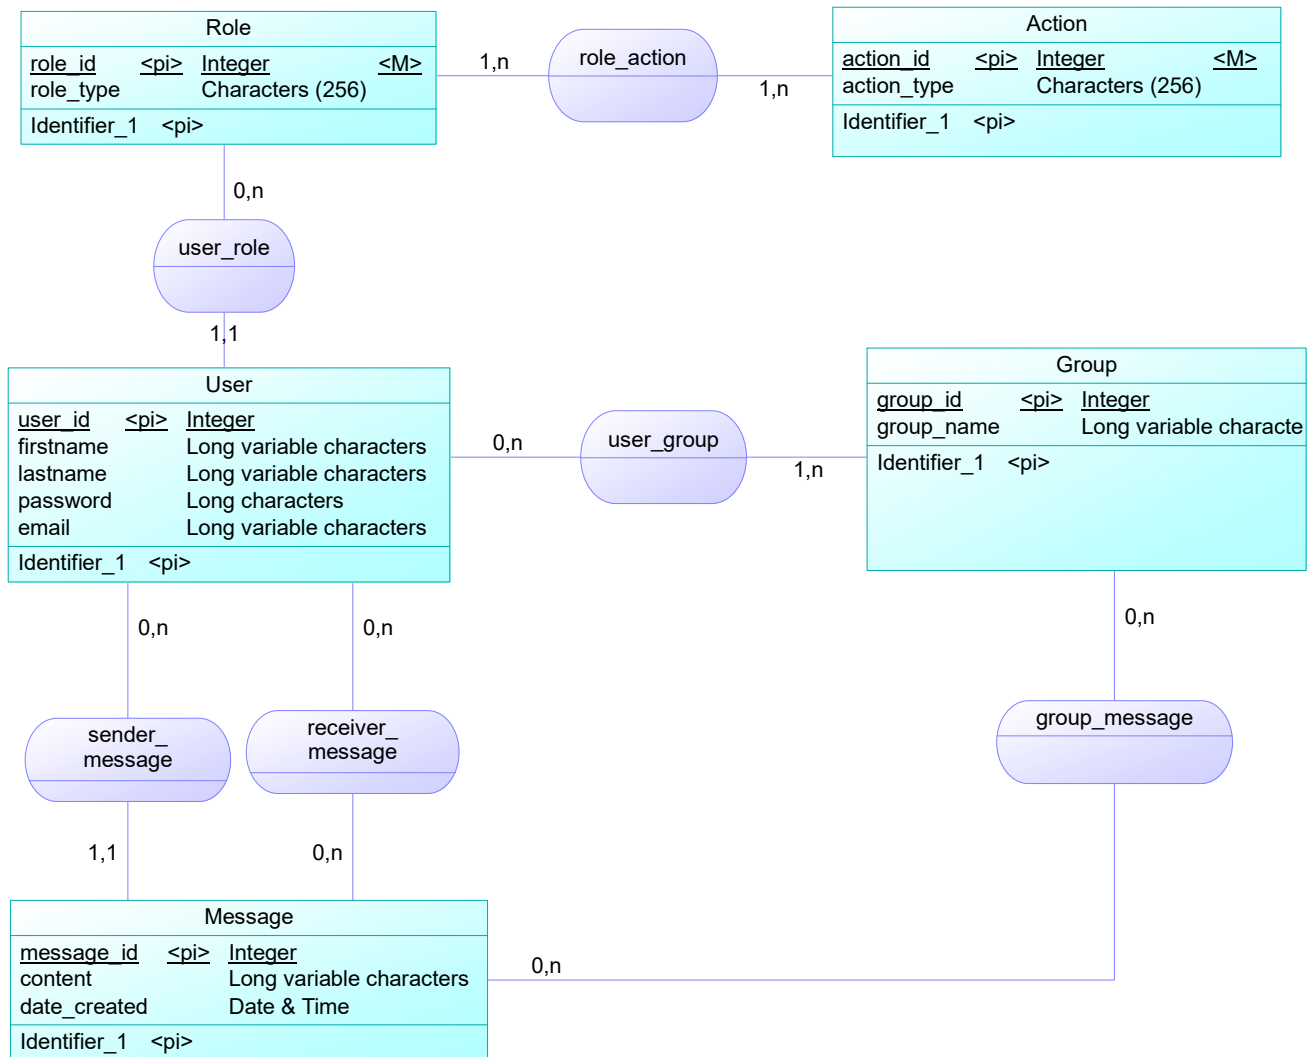 Role
role_id <pi> Integer <M>
role_type Characters (256)
Identifier_1 <pi>
1,n
role_action
1,n
Action
action_id <pi> Integer <M>
action_type Characters (256)
Identifier_1 <pi>
0,n
user_role
1,1
User
user_id <pi> Integer
firstname Long variable characters
lastname Long variable characters
password Long characters
email Long variable characters
Identifier_1 <pi>
0,n
user_group
1,n
Group
group_id <pi> Integer
group_name Long variable characte
Identifier_1 <pi>
0,n
0,n
0,n
sender_
message
receiver_
message
group_message
1,1
0,n
0,n
Message
message_id <pi> Integer
content Long variable characters
date_created Date & Time
Identifier_1 <pi>